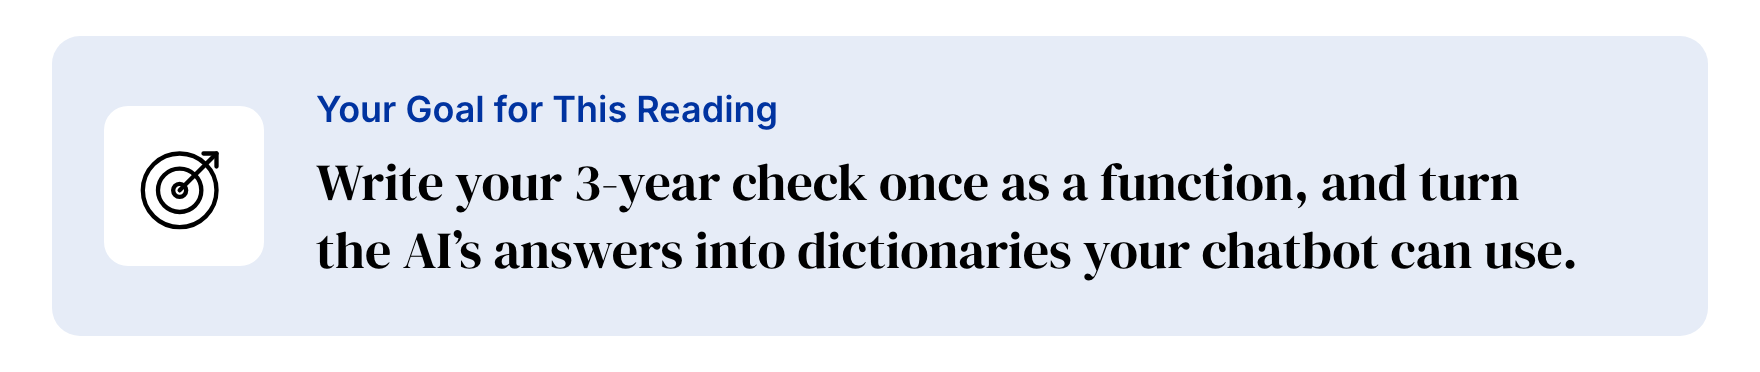 Your Goal for This Reading
Write your 3-year check once as a function, and turn
the AI’s answers into dictionaries your chatbot can use.